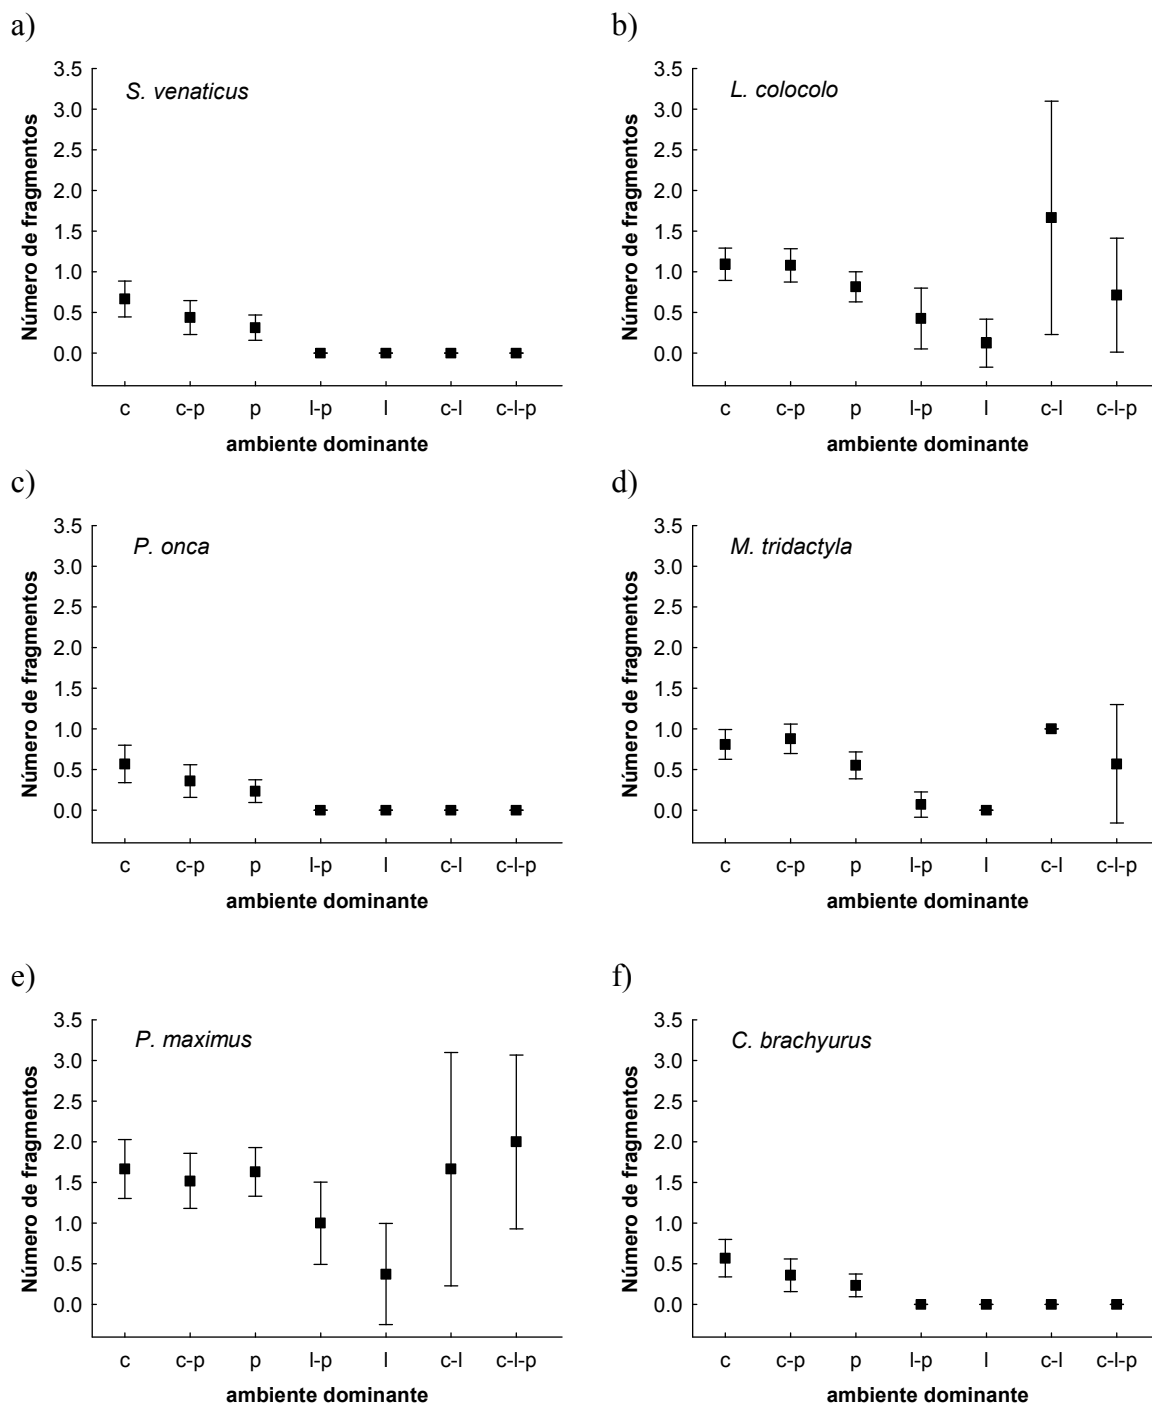 a)
S. venaticus
Número de fragmentos
3.5
3.0
2.5
2.0
1.5
1.0
0.5
0.0
c c-p p l-p l c-l c-l-p
ambiente dominante
b)
L. colocolo
Número de fragmentos
3.5
3.0
2.5
2.0
1.5
1.0
0.5
0.0
c c-p p l-p l c-l c-l-p
ambiente dominante
c)
P. onca
Número de fragmentos
3.5
3.0
2.5
2.0
1.5
1.0
0.5
0.0
c c-p p l-p l c-l c-l-p
ambiente dominante
d)
M. tridactyla
Número de fragmentos
3.5
3.0
2.5
2.0
1.5
1.0
0.5
0.0
c c-p p l-p l c-l c-l-p
ambiente dominante
e)
P. maximus
Número de fragmentos
3.5
3.0
2.5
2.0
1.5
1.0
0.5
0.0
c c-p p l-p l c-l c-l-p
ambiente dominante
f)
C. brachyurus
Número de fragmentos
3.5
3.0
2.5
2.0
1.5
1.0
0.5
0.0
c c-p p l-p l c-l c-l-p
ambiente dominante